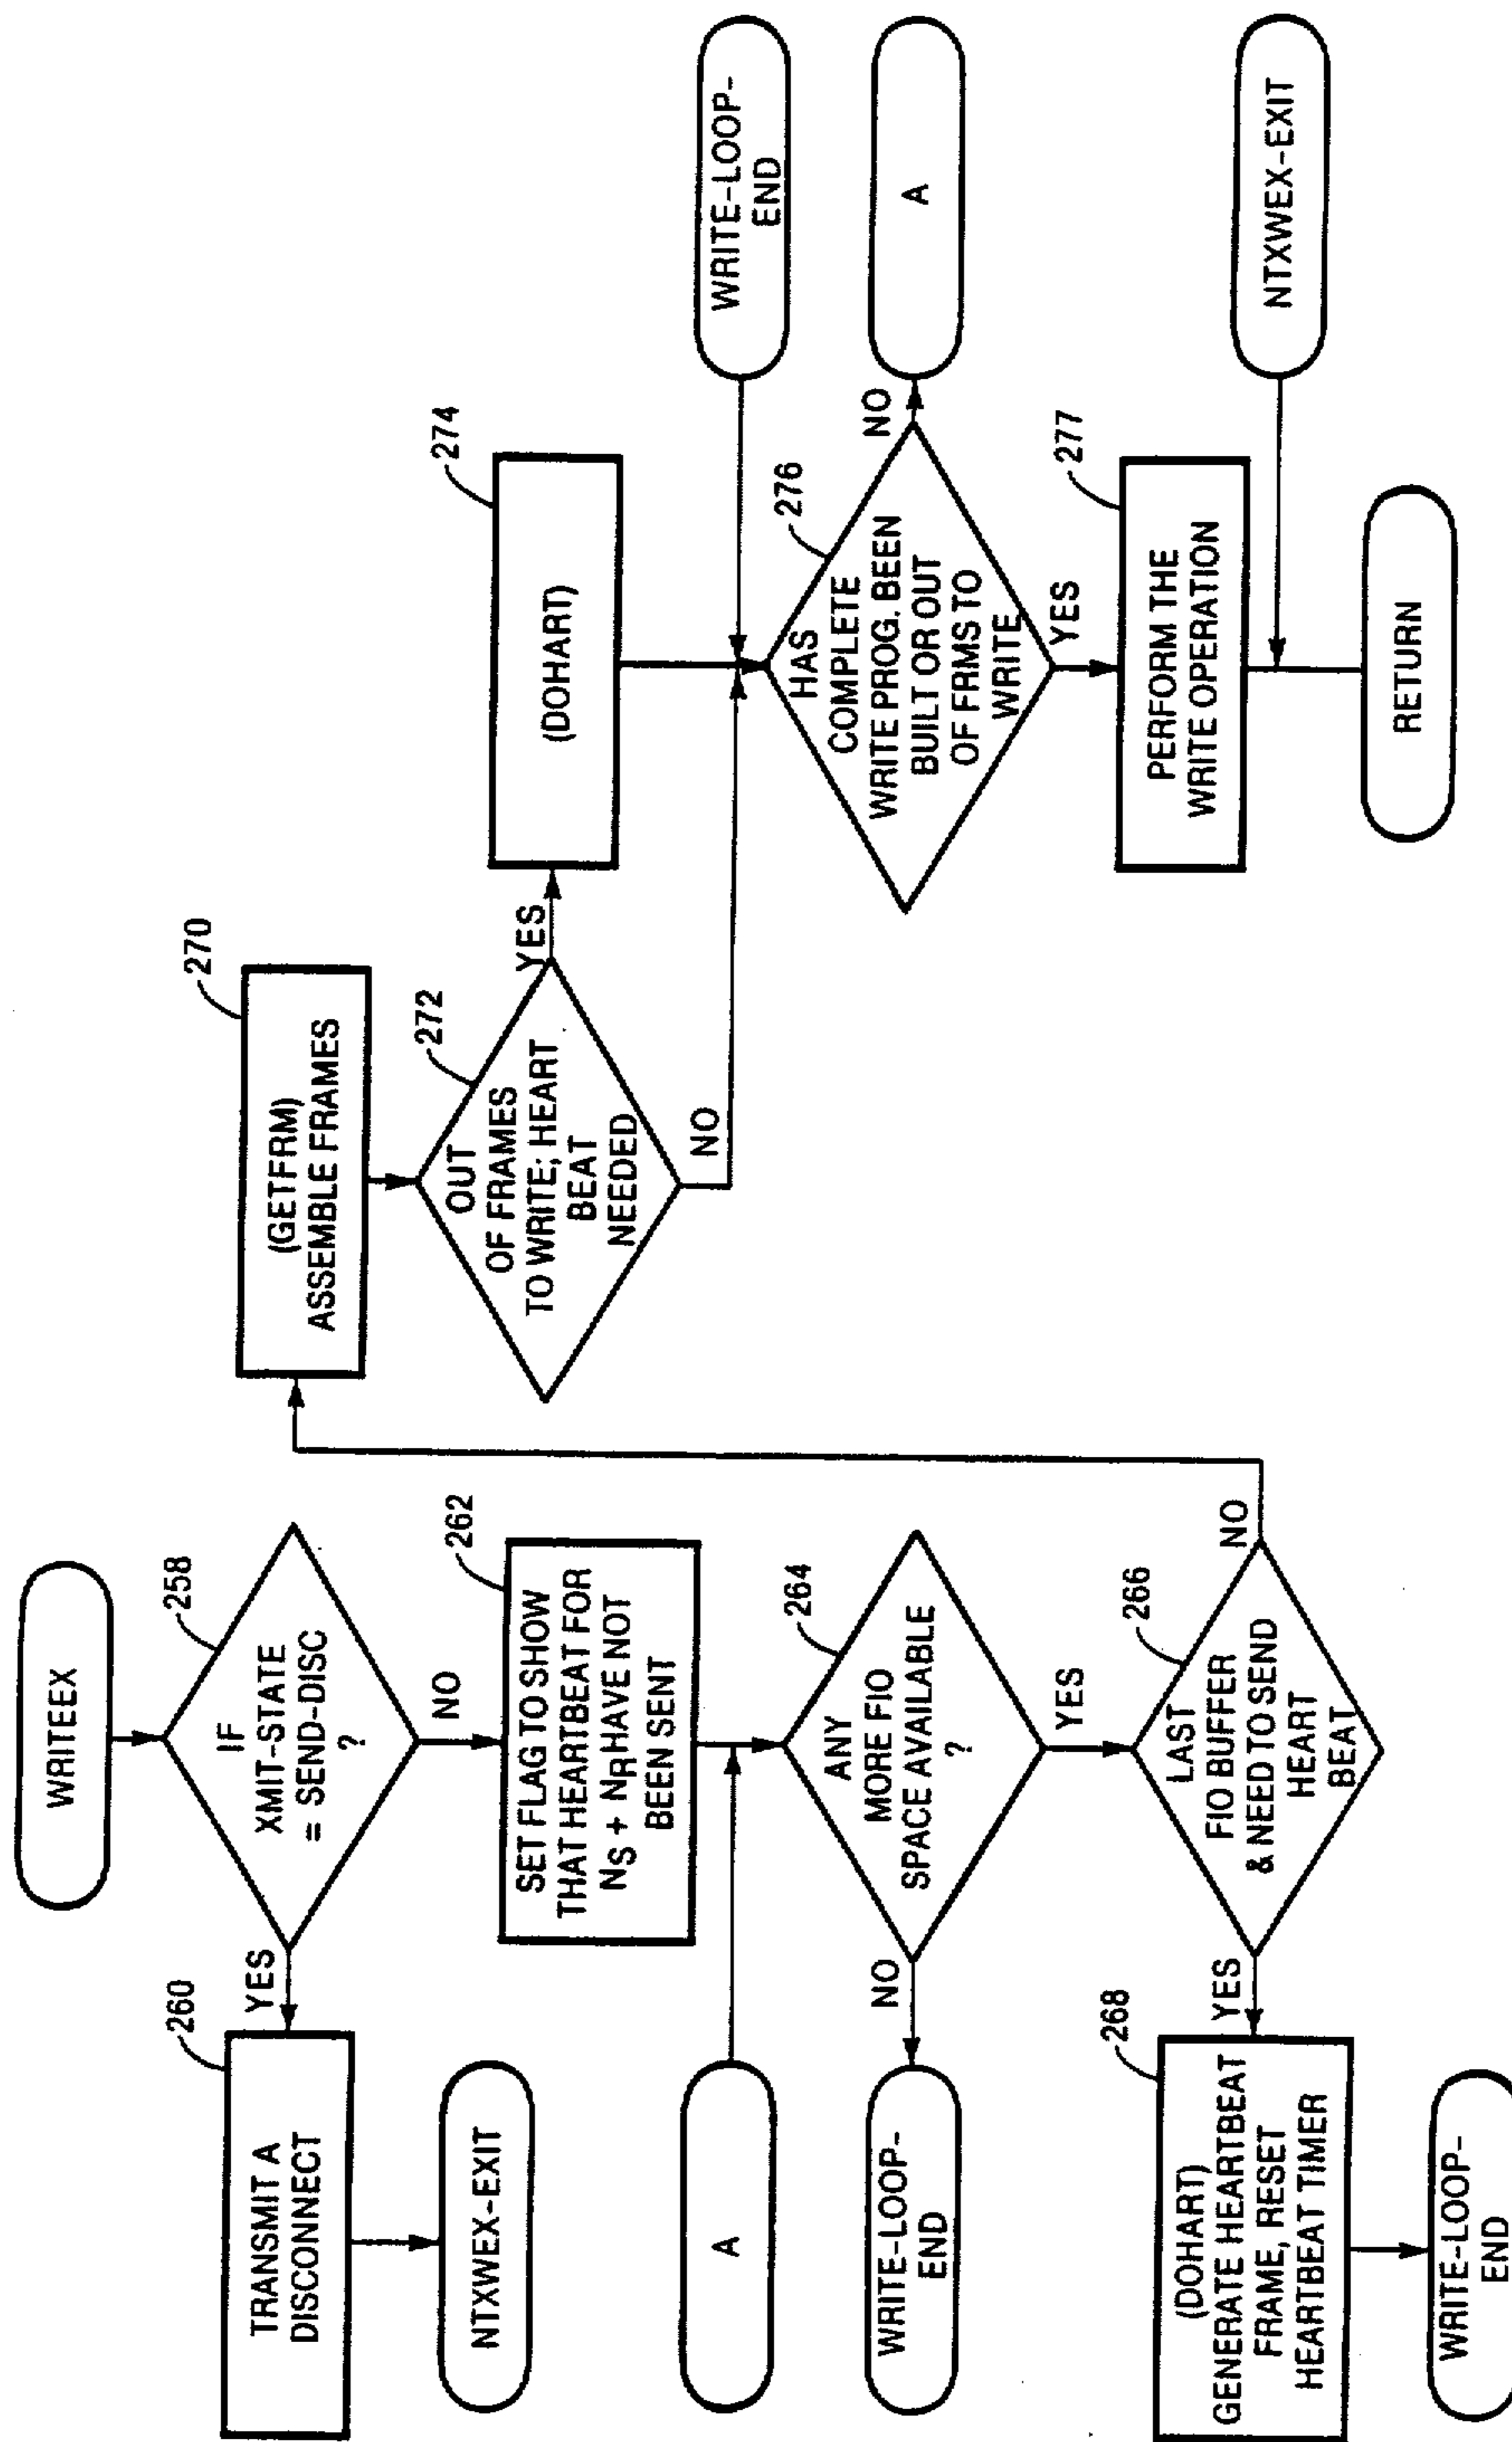 WRITEEX
258
IF
XMIT-STATE
= SEND-DISC
?
YES
NO
260
TRANSMIT A
DISCONNECT
NTXWEX-EXIT
262
SET FLAG TO SHOW
THAT HEARTBEAT FOR
NS + NR HAVE NOT
BEEN SENT
A
264
ANY
MORE FIO
SPACE AVAILABLE
?
NO
YES
WRITE-LOOP-
END
266
LAST
FIO BUFFER
& NEED TO SEND
HEART
BEAT
YES
NO
268
(DOHART)
GENERATE HEARTBEAT
FRAME, RESET
HEARTBEAT TIMER
WRITE-LOOP-
END
270
(GETFRM)
ASSEMBLE FRAMES
272
OUT
OF FRAMES
TO WRITE; HEART
BEAT
NEEDED
YES
NO
274
(DOHART)
WRITE-LOOP-
END
276
HAS
COMPLETE
WRITE PROG. BEEN
BUILT OR OUT
OF FRMS TO
WRITE
NO
YES
A
277
PERFORM THE
WRITE OPERATION
NTXWEX-EXIT
RETURN